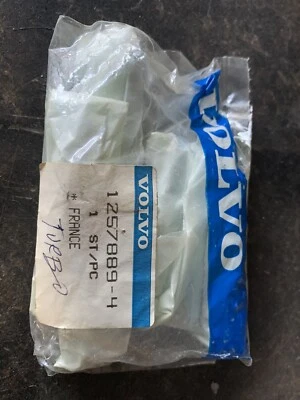 VOLVO
VOLVO
1257889-4
1 ST/PC
* FRANCE
TURBO